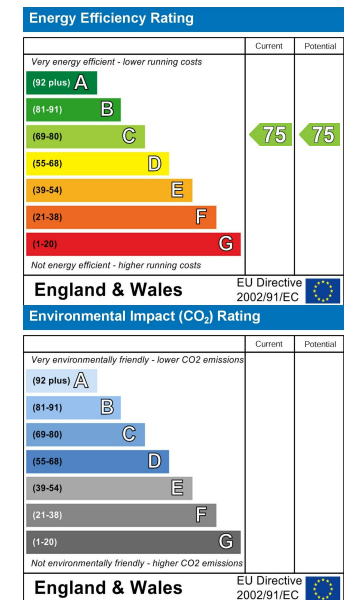 Energy Efficiency Rating
Current Potential
Very energy efficient - lower running costs
(92 plus) A
(81-91) B
(69-80) C 75 75
(55-68) D
(39-54) E
(21-38) F
(1-20) G
Not energy efficient - higher running costs
England & Wales
EU Directive
2002/91/EC
Environmental Impact (CO₂) Rating
Current Potential
Very environmentally friendly - lower CO2 emissions
(92 plus) A
(81-91) B
(69-80) C
(55-68) D
(39-54) E
(21-38) F
(1-20) G
Not environmentally friendly - higher CO2 emissions
England & Wales
EU Directive
2002/91/EC